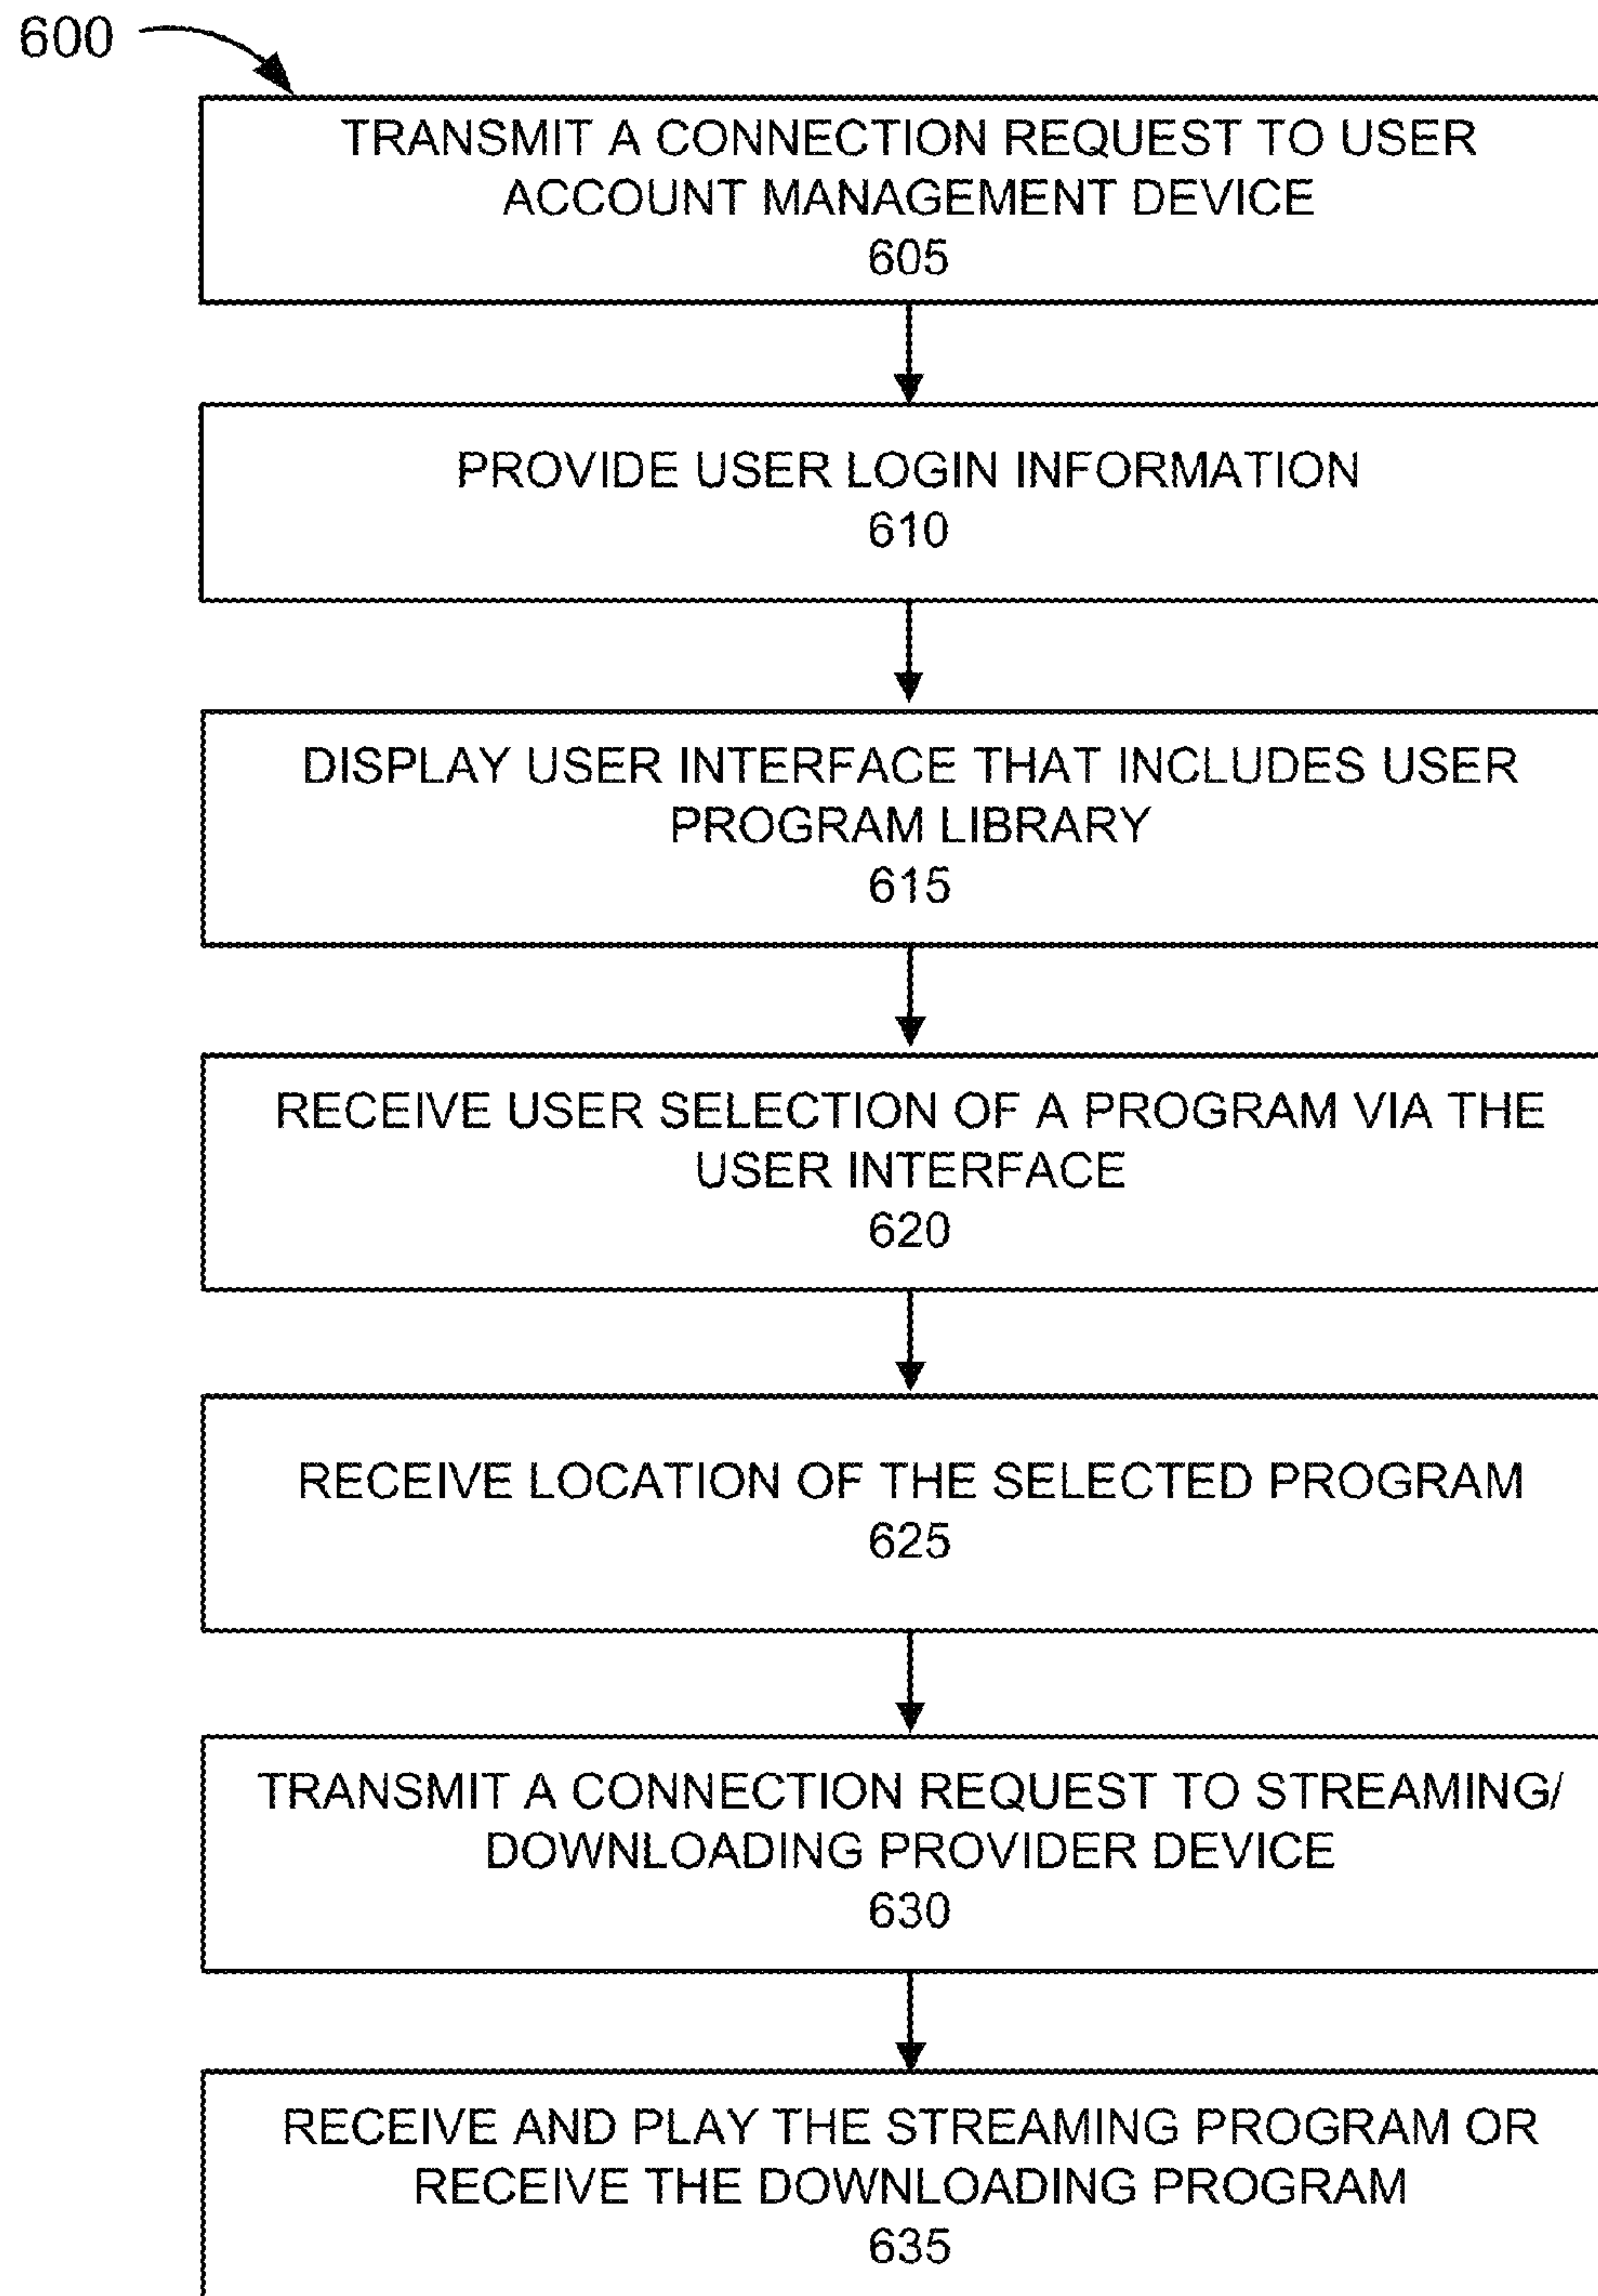 600
TRANSMIT A CONNECTION REQUEST TO USER
ACCOUNT MANAGEMENT DEVICE
605
PROVIDE USER LOGIN INFORMATION
610
DISPLAY USER INTERFACE THAT INCLUDES USER
PROGRAM LIBRARY
615
RECEIVE USER SELECTION OF A PROGRAM VIA THE
USER INTERFACE
620
RECEIVE LOCATION OF THE SELECTED PROGRAM
625
TRANSMIT A CONNECTION REQUEST TO STREAMING/
DOWNLOADING PROVIDER DEVICE
630
RECEIVE AND PLAY THE STREAMING PROGRAM OR
RECEIVE THE DOWNLOADING PROGRAM
635